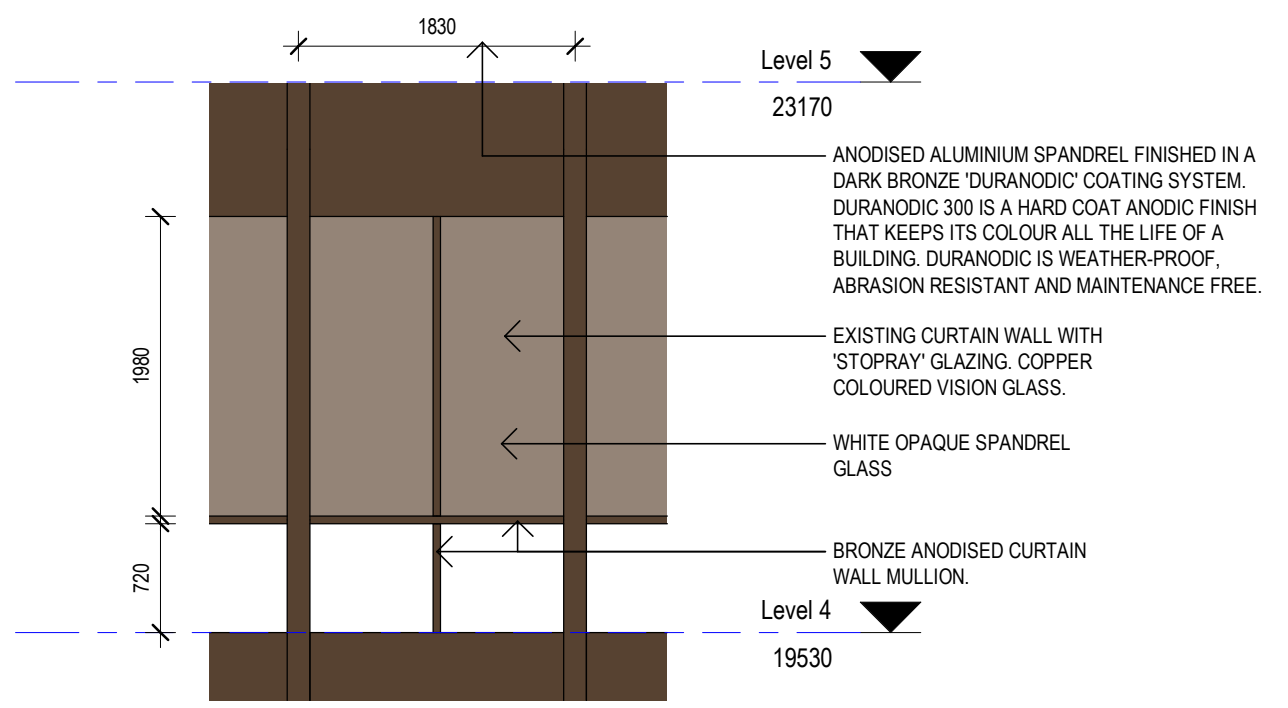 1830
Level 5
23170
ANODISED ALUMINIUM SPANDREL FINISHED IN A
DARK BRONZE 'DURANODIC' COATING SYSTEM.
DURANODIC 300 IS A HARD COAT ANODIC FINISH
THAT KEEPS ITS COLOUR ALL THE LIFE OF A
BUILDING. DURANODIC IS WEATHER-PROOF,
ABRASION RESISTANT AND MAINTENANCE FREE.
EXISTING CURTAIN WALL WITH
'STOPRAY' GLAZING. COPPER
COLOURED VISION GLASS.
1980
WHITE OPAQUE SPANDREL
GLASS
BRONZE ANODISED CURTAIN
WALL MULLION.
720
Level 4
19530